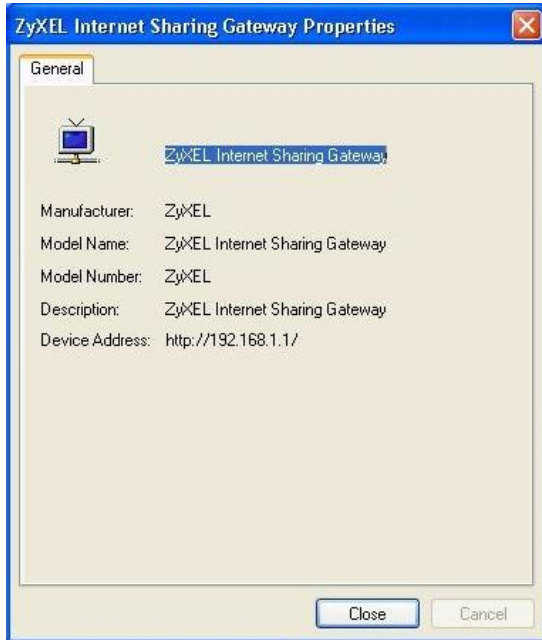 ZyXEL Internet Sharing Gateway Properties
General
ZyXEL Internet Sharing Gateway
Manufacturer: ZyXEL
Model Name: ZyXEL Internet Sharing Gateway
Model Number: ZyXEL
Description: ZyXEL Internet Sharing Gateway
Device Address: http://192.168.1.1/
Close Cancel